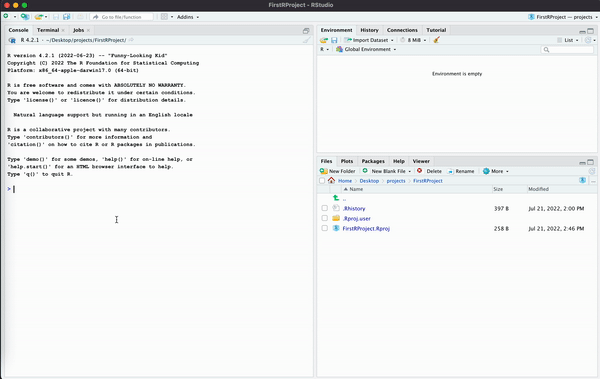 FirstRProject - RStudio
Go to file/function
Addins
FirstRProject — projects
Console Terminal Jobs
R 4.2.1 · ~/Desktop/projects/FirstRProject/
R version 4.2.1 (2022-06-23) -- "Funny-Looking Kid"
Copyright (C) 2022 The R Foundation for Statistical Computing
Platform: x86_64-apple-darwin17.0 (64-bit)
R is free software and comes with ABSOLUTELY NO WARRANTY.
You are welcome to redistribute it under certain conditions.
Type 'license()' or 'licence()' for distribution details.
Natural language support but running in an English locale
R is a collaborative project with many contributors.
Type 'contributors()' for more information and
'citation()' on how to cite R or R packages in publications.
Type 'demo()' for some demos, 'help()' for on-line help, or
'help.start()' for an HTML browser interface to help.
Type 'q()' to quit R.
>
Environment History Connections Tutorial
Import Dataset 8 MiB List
R Global Environment
Environment is empty
Files Plots Packages Help Viewer
New Folder New Blank File Delete Rename More
Home Desktop projects FirstRProject
Name Size Modified
..
.Rhistory 397 B Jul 21, 2022, 2:00 PM
.Rproj.user
FirstRProject.Rproj 258 B Jul 21, 2022, 2:46 PM